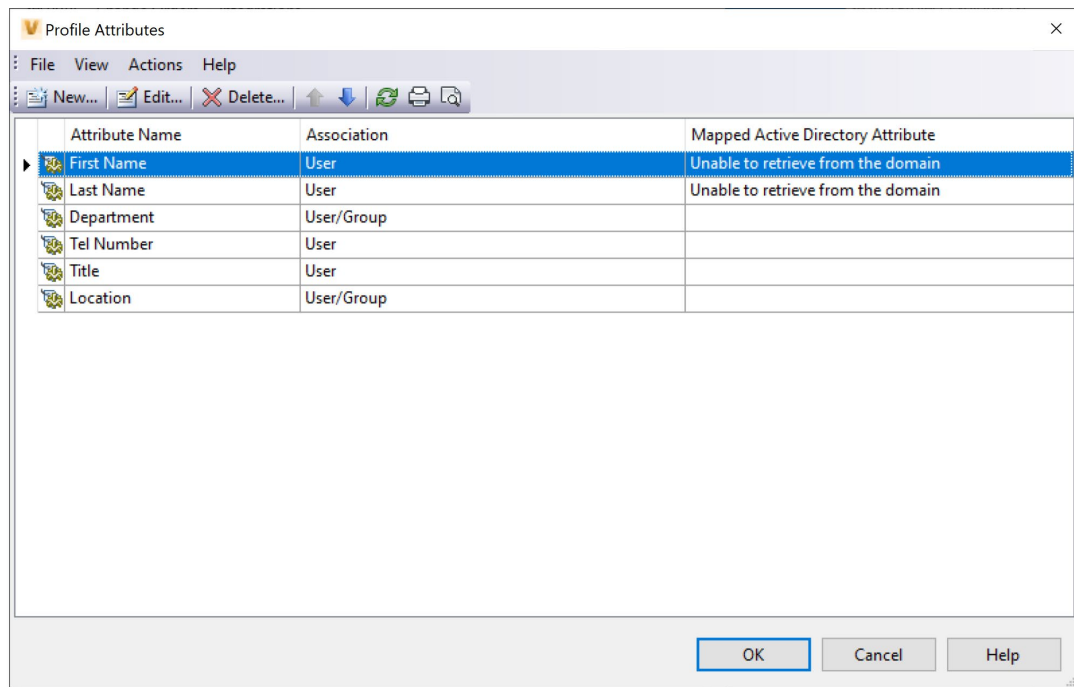 Profile Attributes
File View Actions Help
New... Edit... Delete...
Attribute Name Association Mapped Active Directory Attribute
First Name User Unable to retrieve from the domain
Last Name User Unable to retrieve from the domain
Department User/Group
Tel Number User
Title User
Location User/Group
OK Cancel Help